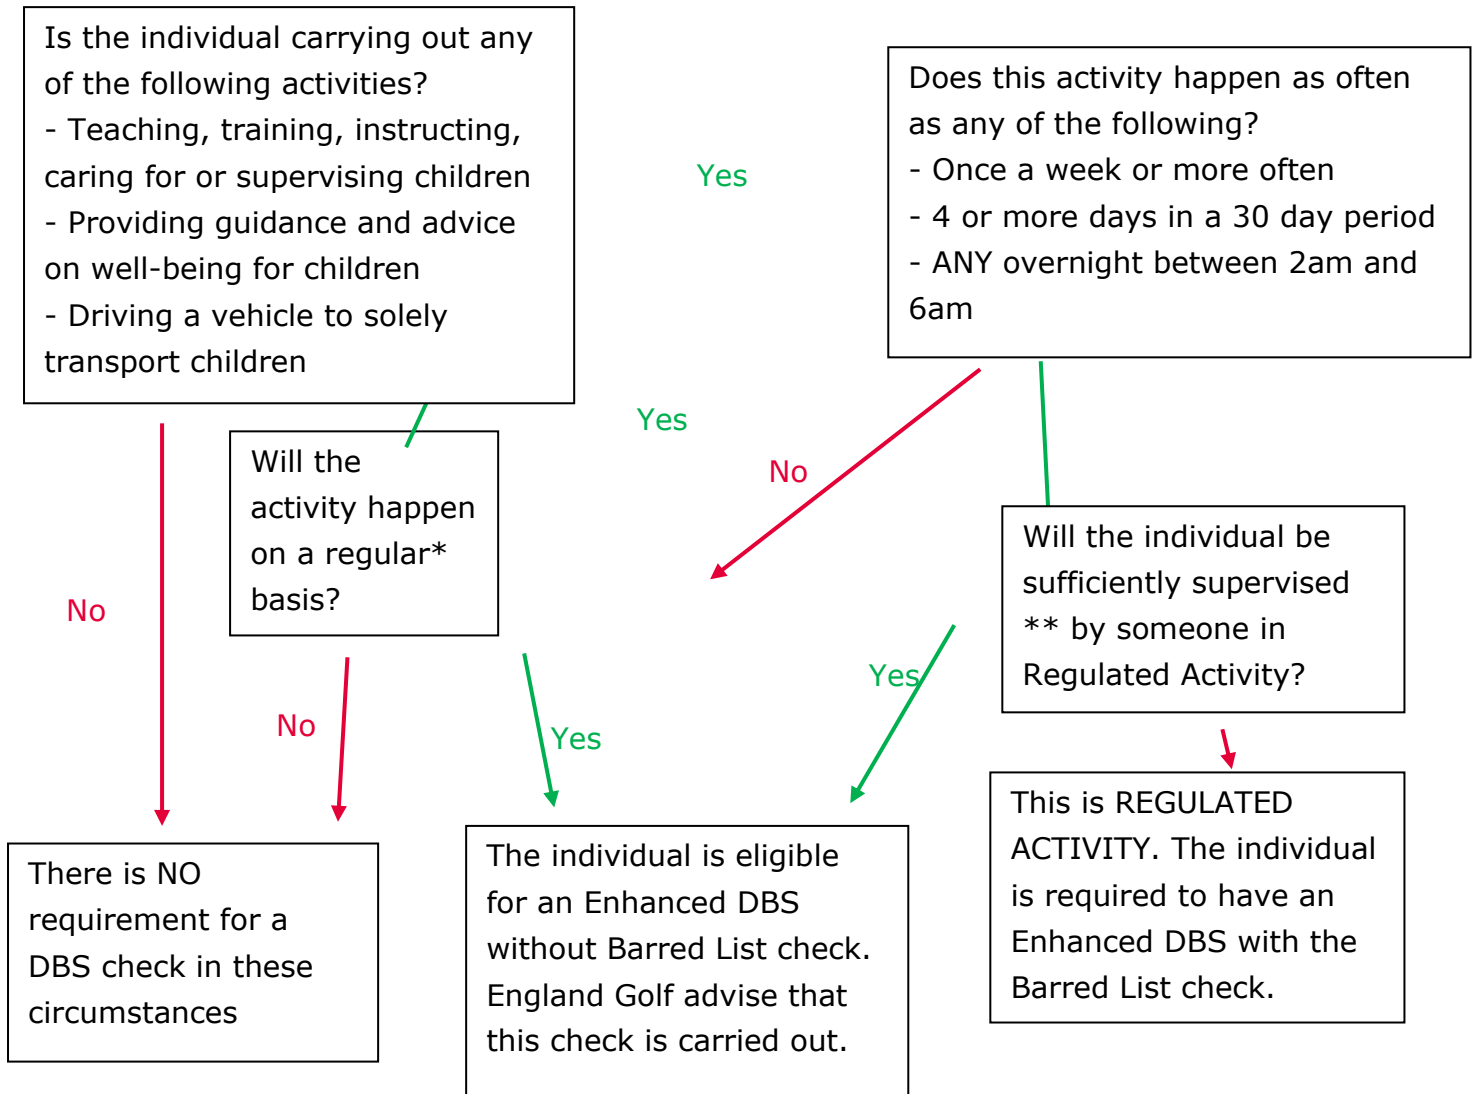 Is the individual carrying out any
of the following activities?
- Teaching, training, instructing,
caring for or supervising children
- Providing guidance and advice
on well-being for children
- Driving a vehicle to solely
transport children
Yes
Does this activity happen as often
as any of the following?
- Once a week or more often
- 4 or more days in a 30 day period
- ANY overnight between 2am and
6am
Yes
No
Will the
activity happen
on a regular*
basis?
No
Will the individual be
sufficiently supervised
** by someone in
Regulated Activity?
Yes
No
Yes
There is NO
requirement for a
DBS check in these
circumstances
The individual is eligible
for an Enhanced DBS
without Barred List check.
England Golf advise that
this check is carried out.
This is REGULATED
ACTIVITY. The individual
is required to have an
Enhanced DBS with the
Barred List check.